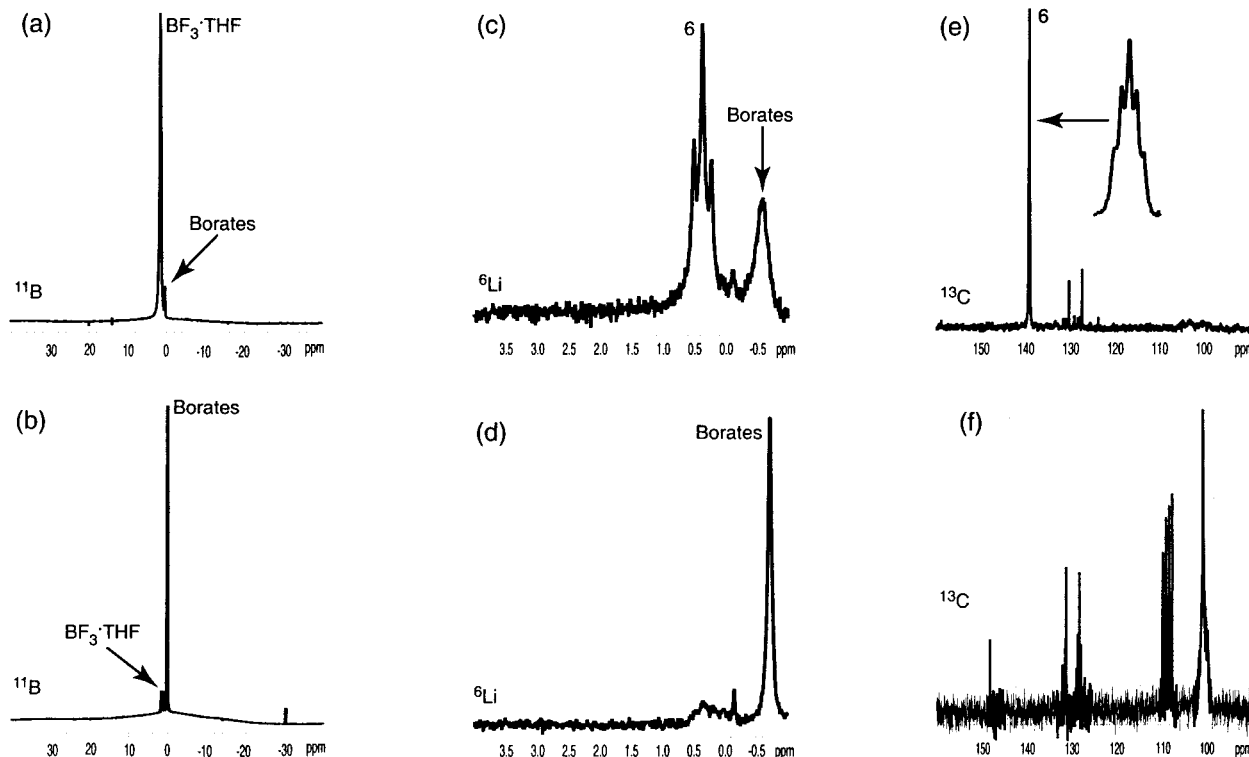 (a)
BF₃·THF
Borates
¹¹B
30 20 10 0 -10 -20 -30 ppm
(c)
6
Borates
⁶Li
3.5 3.0 2.5 2.0 1.5 1.0 0.5 0.0 -0.5 ppm
(e)
6
¹³C
150 140 130 120 110 100 ppm
(b)
Borates
BF₃·THF
¹¹B
30 20 10 0 -10 -20 -30 ppm
(d)
Borates
⁶Li
3.5 3.0 2.5 2.0 1.5 1.0 0.5 0.0 -0.5 ppm
(f)
¹³C
150 140 130 120 110 100 ppm